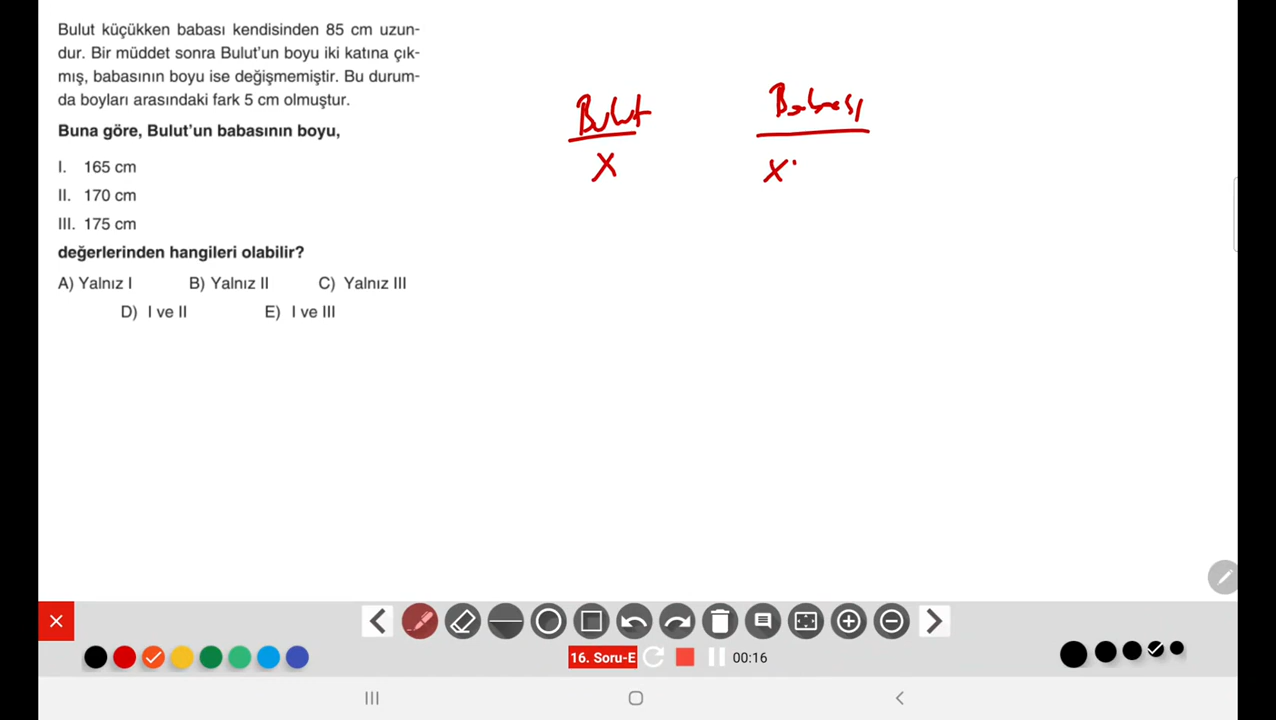 Bulut küçükken babası kendisinden 85 cm uzun-
dur. Bir müddet sonra Bulut'un boyu iki katına çık-
mış, babasının boyu ise değişmemiştir. Bu durum-
da boyları arasındaki fark 5 cm olmuştur.
Buna göre, Bulut'un babasının boyu,
I. 165 cm
II. 170 cm
III. 175 cm
değerlerinden hangileri olabilir?
A) Yalnız I B) Yalnız II C) Yalnız III
D) I ve II E) I ve III
Bulut Babası
x x
16. Soru-E 00:16